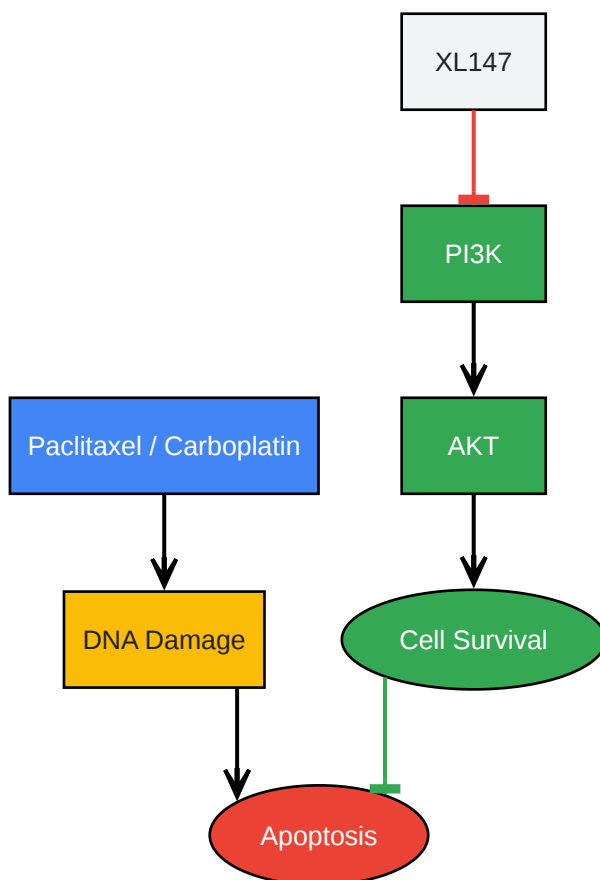 XL147
PI3K
Paclitaxel / Carboplatin
AKT
DNA Damage
Cell Survival
Apoptosis